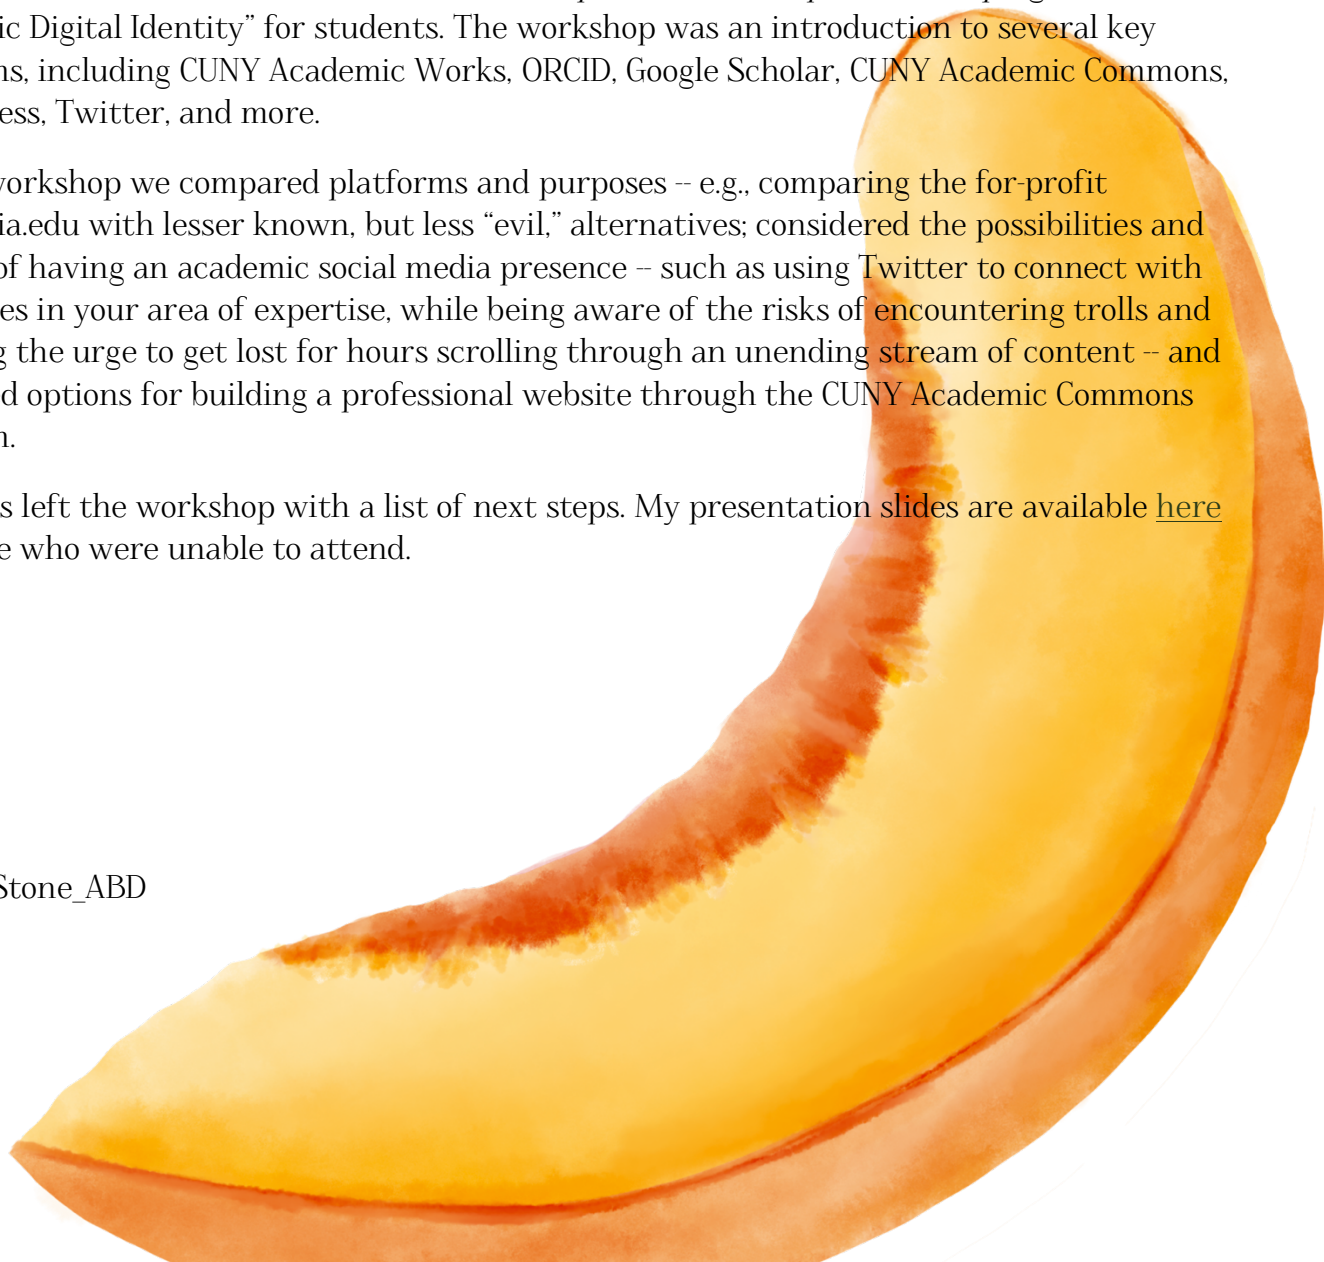 ic Digital Identity” for students. The workshop was an introduction to several key
ns, including CUNY Academic Works, ORCID, Google Scholar, CUNY Academic Commons,
ess, Twitter, and more.
workshop we compared platforms and purposes -- e.g., comparing the for-profit
ia.edu with lesser known, but less “evil,” alternatives; considered the possibilities and
of having an academic social media presence -- such as using Twitter to connect with
es in your area of expertise, while being aware of the risks of encountering trolls and
g the urge to get lost for hours scrolling through an unending stream of content -- and
d options for building a professional website through the CUNY Academic Commons
n.
s left the workshop with a list of next steps. My presentation slides are available here
e who were unable to attend.
Stone_ABD